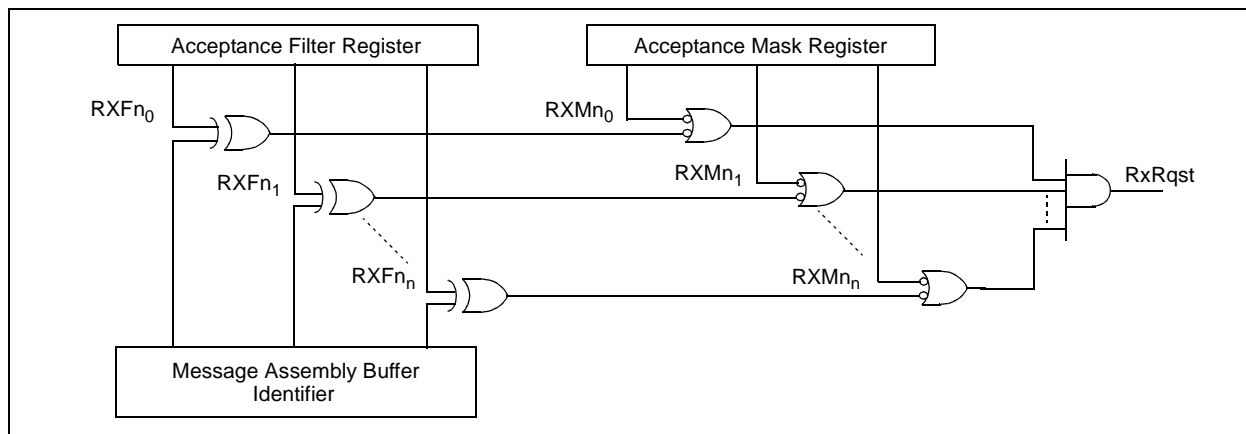 Acceptance Filter Register
Acceptance Mask Register
RXFn0
RXMn0
RXFn1
RXMn1
RxRqst
RXFnn
RXMnn
Message Assembly Buffer
Identifier